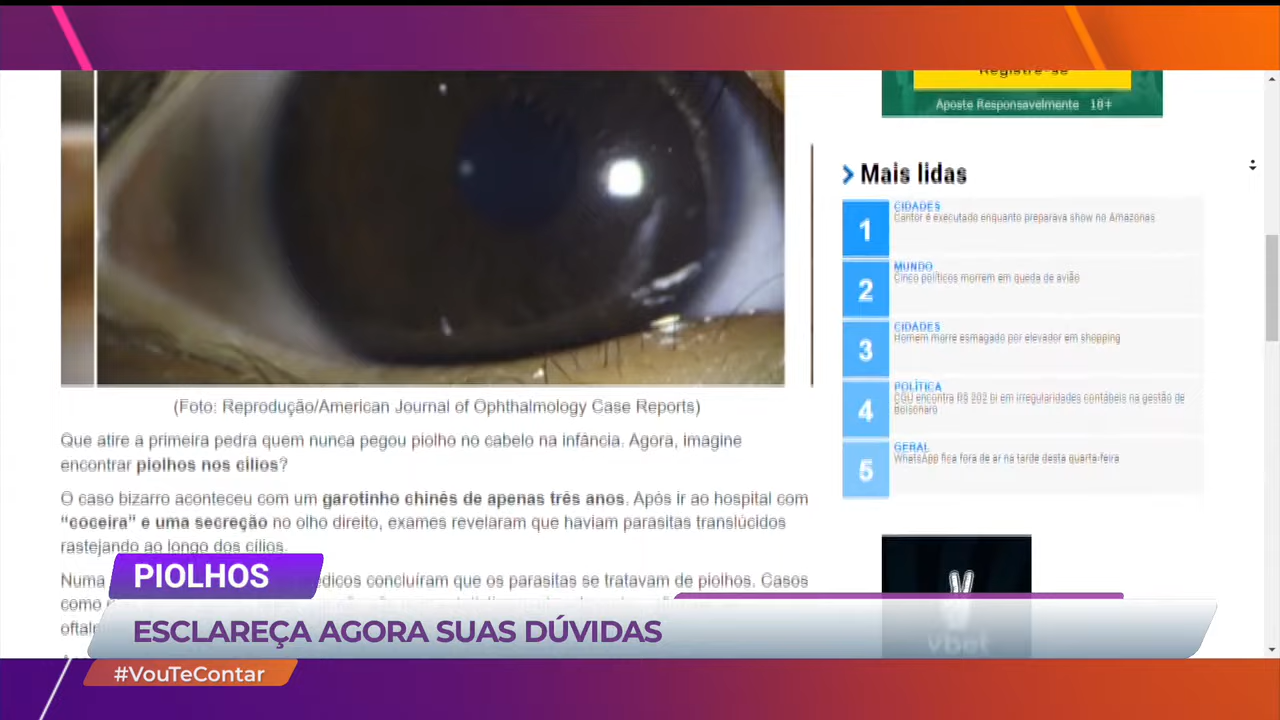 Registre-se
Aposte Responsavelmente 18+
Mais lidas
1
CIDADES
Cantor é executado enquanto preparava show no Amazonas
2
MUNDO
Cinco políticos morrem em queda de avião
3
CIDADES
Homem morre esmagado por elevador em shopping
4
POLÍTICA
CGU encontra R$ 202 bi em irregularidades contábeis na gestão de
Bolsonaro
5
GERAL
WhatsApp fica fora de ar na tarde desta quarta-feira
(Foto: Reprodução/American Journal of Ophthalmology Case Reports)
Que atire a primeira pedra quem nunca pegou piolho no cabelo na infância. Agora, imagine
encontrar piolhos nos cílios?
O caso bizarro aconteceu com um garotinho chinês de apenas três anos. Após ir ao hospital com
“coceira” e uma secreção no olho direito, exames revelaram que haviam parasitas translúcidos
rastejando ao longo dos cílios.
Numa médicos concluíram que os parasitas se tratavam de piolhos. Casos
como
vbet
PIOLHOS
ESCLAREÇA AGORA SUAS DÚVIDAS
#VouTeContar